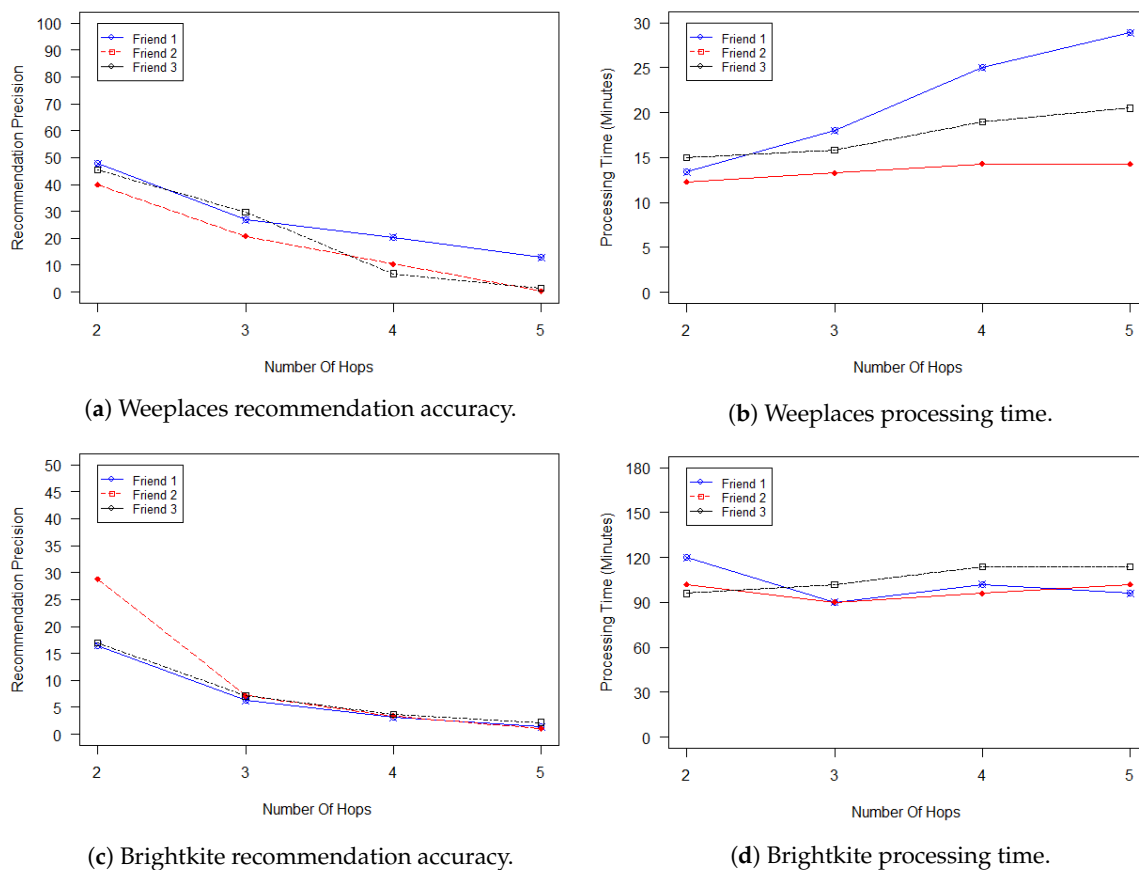 Recommendation Precision
100
90
80
70
60
50
40
30
20
10
0
Friend 1
Friend 2
Friend 3
2 3 4 5
Number Of Hops
(a) Weeplaces recommendation accuracy.
Processing Time (Minutes)
30
25
20
15
10
5
0
Friend 1
Friend 2
Friend 3
2 3 4 5
Number Of Hops
(b) Weeplaces processing time.
Recommendation Precision
50
45
40
35
30
25
20
15
10
5
0
Friend 1
Friend 2
Friend 3
2 3 4 5
Number Of Hops
(c) Brightkite recommendation accuracy.
Processing Time (Minutes)
180
150
120
90
60
30
0
Friend 1
Friend 2
Friend 3
2 3 4 5
Number Of Hops
(d) Brightkite processing time.